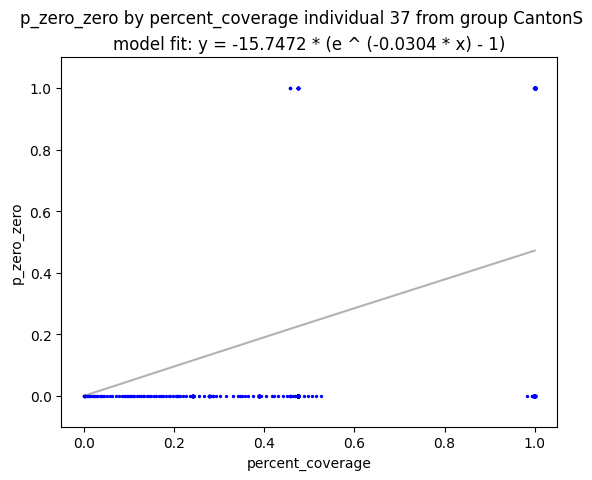 p_zero_zero by percent_coverage individual 37 from group CantonS
model fit: y = -15.7472 * (e ^ (-0.0304 * x) - 1)
1.0
0.8
0.6
0.4
0.2
0.0
p_zero_zero
0.0 0.2 0.4 0.6 0.8 1.0
percent_coverage